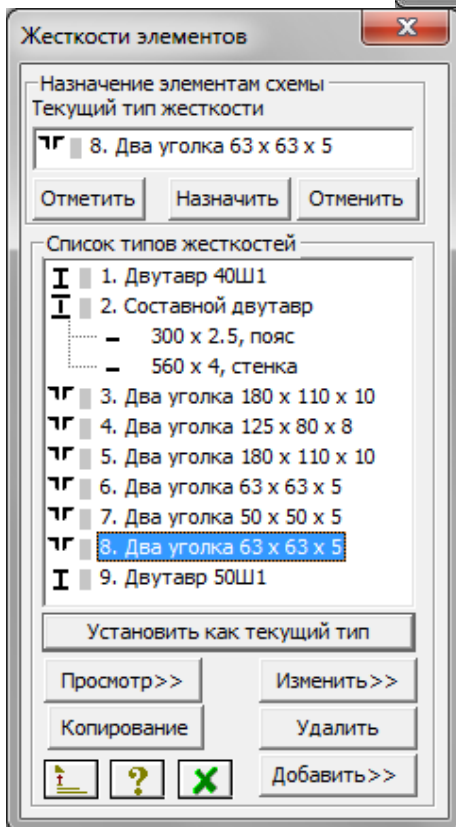 Жесткости элементов
Назначение элементам схемы
Текущий тип жесткости
8. Два уголка 63 x 63 x 5
Отметить Назначить Отменить
Список типов жесткостей
1. Двутавр 40Ш1
2. Составной двутавр
300 x 2.5, пояс
560 x 4, стенка
3. Два уголка 180 x 110 x 10
4. Два уголка 125 x 80 x 8
5. Два уголка 180 x 110 x 10
6. Два уголка 63 x 63 x 5
7. Два уголка 50 x 50 x 5
8. Два уголка 63 x 63 x 5
9. Двутавр 50Ш1
Установить как текущий тип
Просмотр>> Изменить>>
Копирование Удалить
Добавить>>